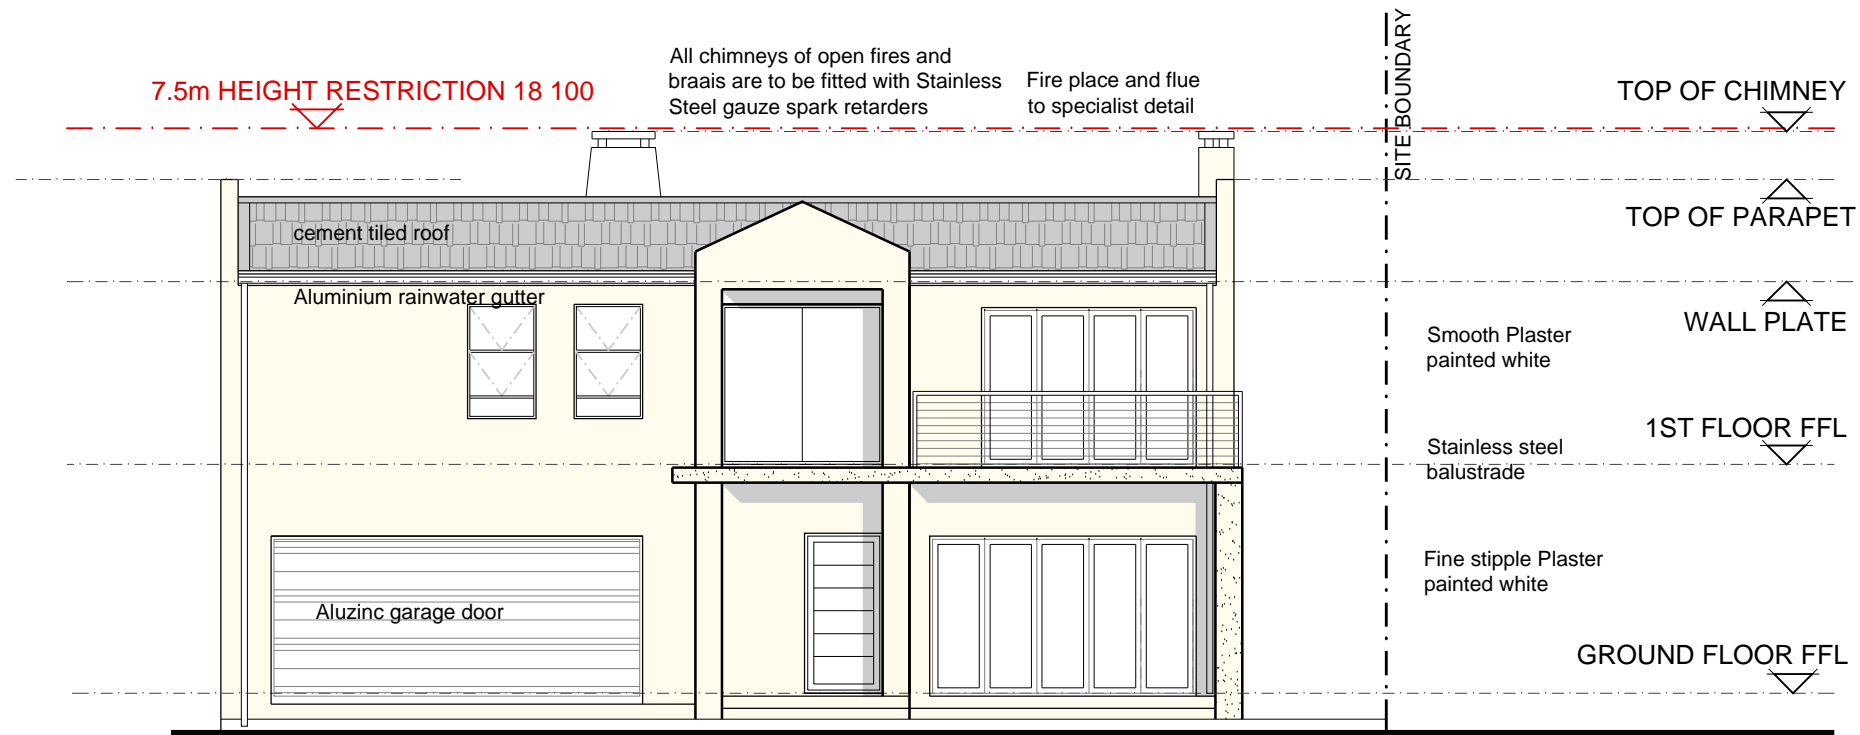 All chimneys of open fires and
braais are to be fitted with Stainless
Steel gauze spark retarders
Fire place and flue
to specialist detail
7.5m HEIGHT RESTRICTION 18 100
SITE BOUNDARY
TOP OF CHIMNEY
TOP OF PARAPET
cement tiled roof
Aluminium rainwater gutter
WALL PLATE
Smooth Plaster
painted white
1ST FLOOR FFL
Stainless steel
balustrade
Fine stipple Plaster
painted white
Aluzinc garage door
GROUND FLOOR FFL